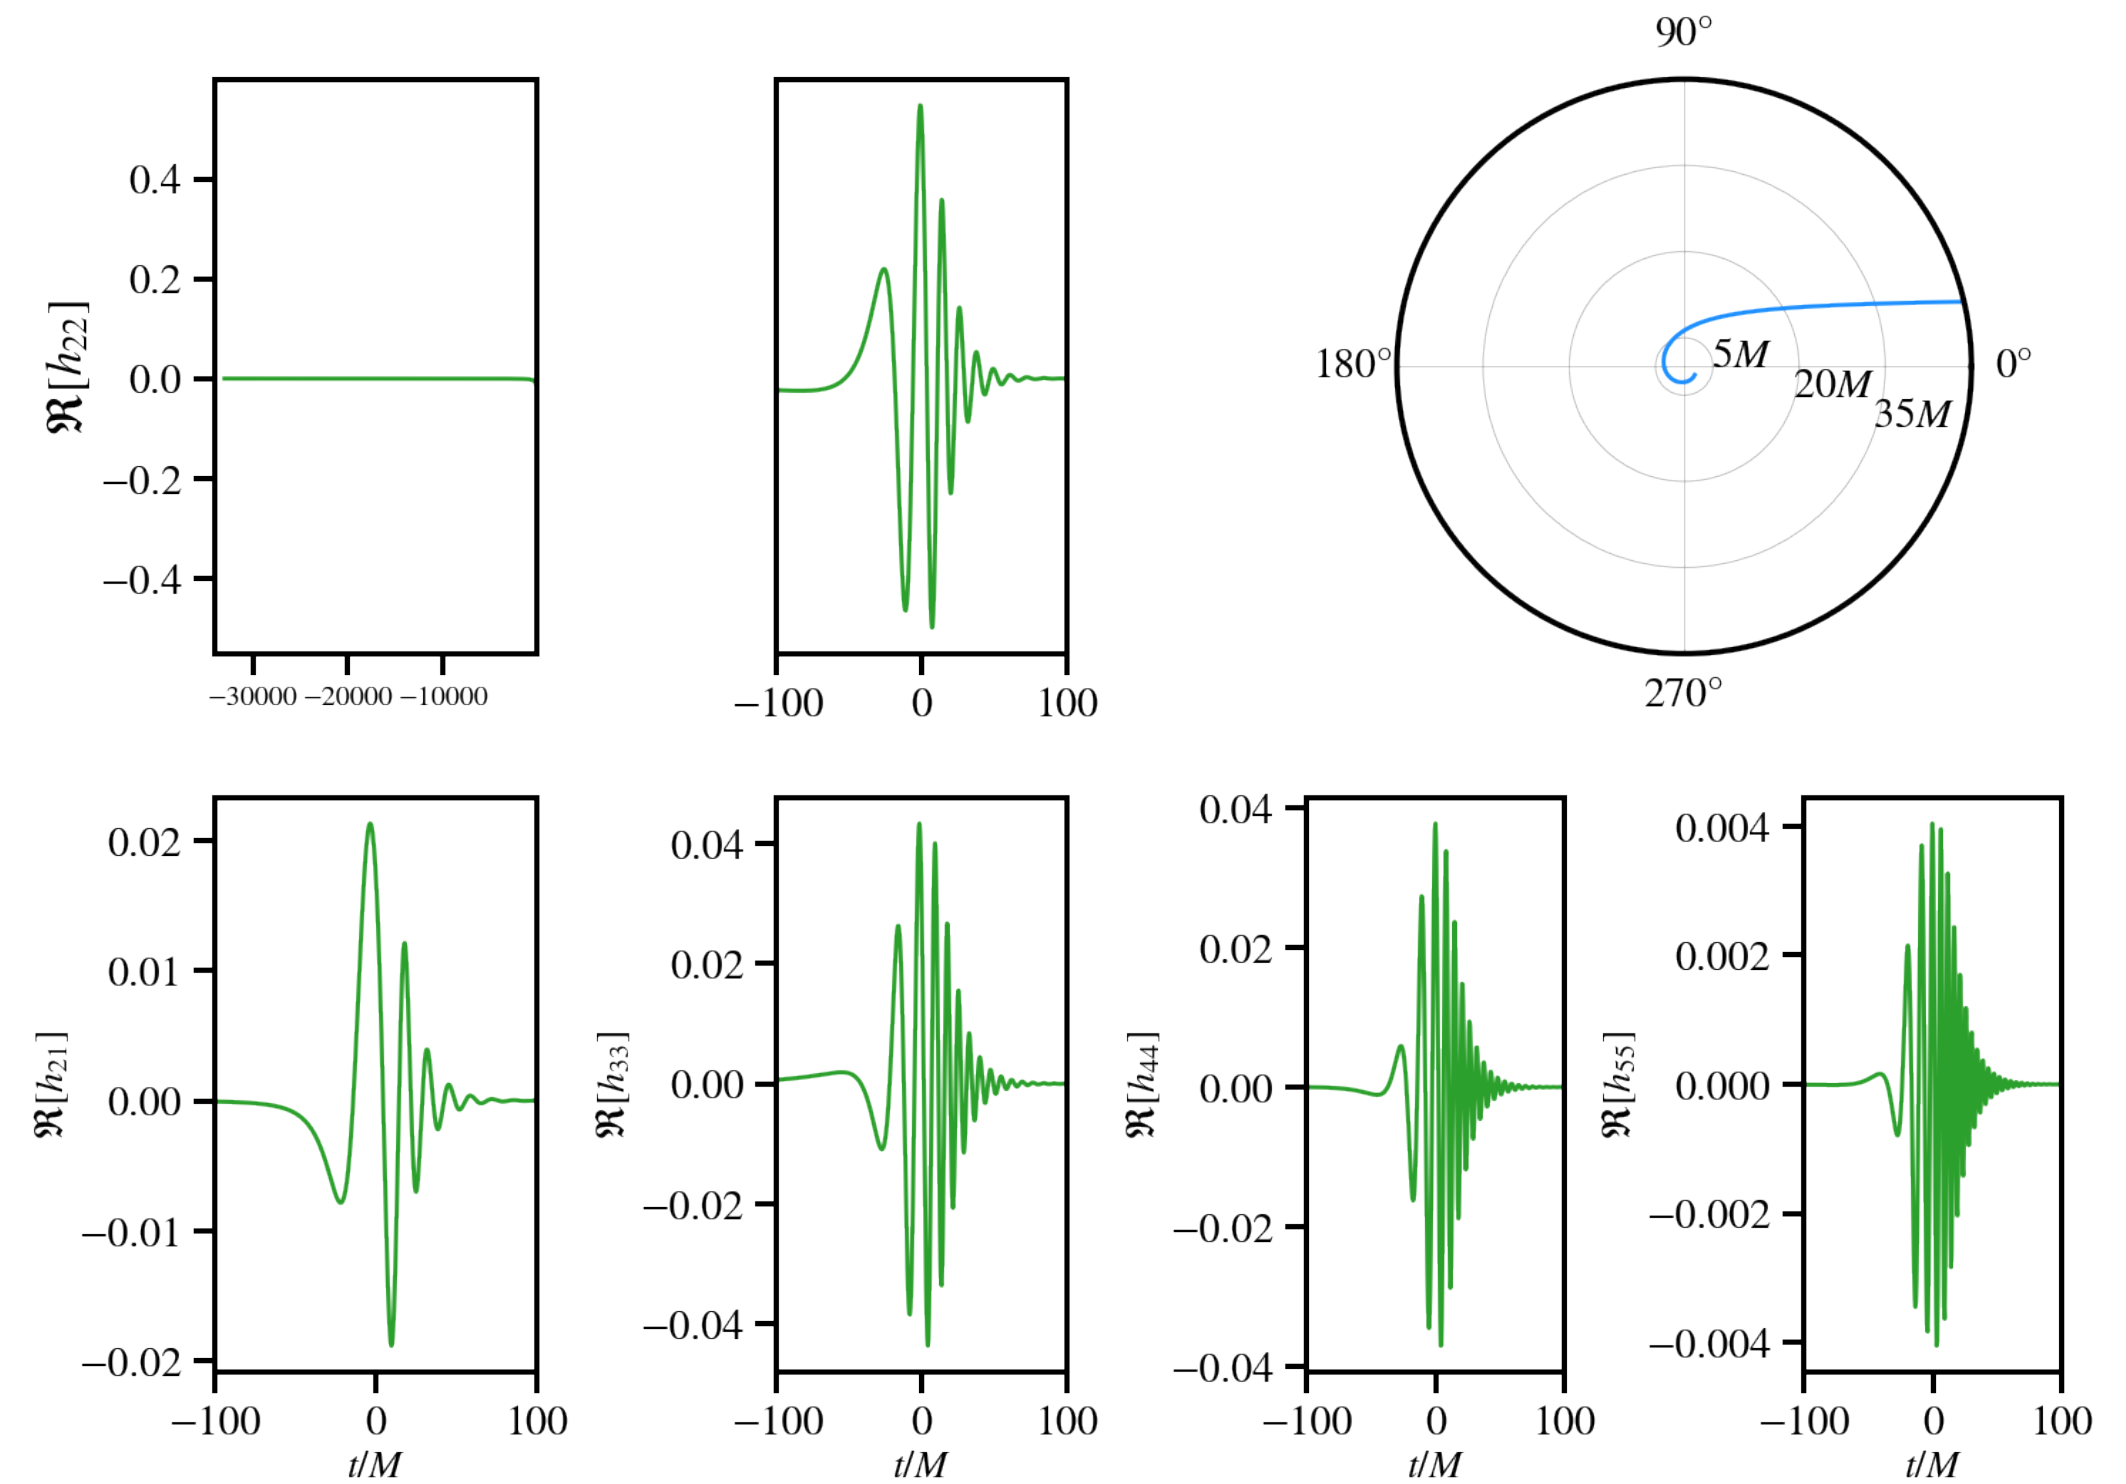 90°
0.4
0.2
0.0
−0.2
−0.4
ℜ[h₂₂]
−30000 −20000 −10000
−100 0 100
180°
5M
20M
35M
0°
270°
0.02
0.01
0.00
−0.01
−0.02
ℜ[h₂₁]
−100 0 100
t/M
0.04
0.02
0.00
−0.02
−0.04
ℜ[h₃₃]
−100 0 100
t/M
0.04
0.02
0.00
−0.02
−0.04
ℜ[h₄₄]
−100 0 100
t/M
0.004
0.002
0.000
−0.002
−0.004
ℜ[h₅₅]
−100 0 100
t/M